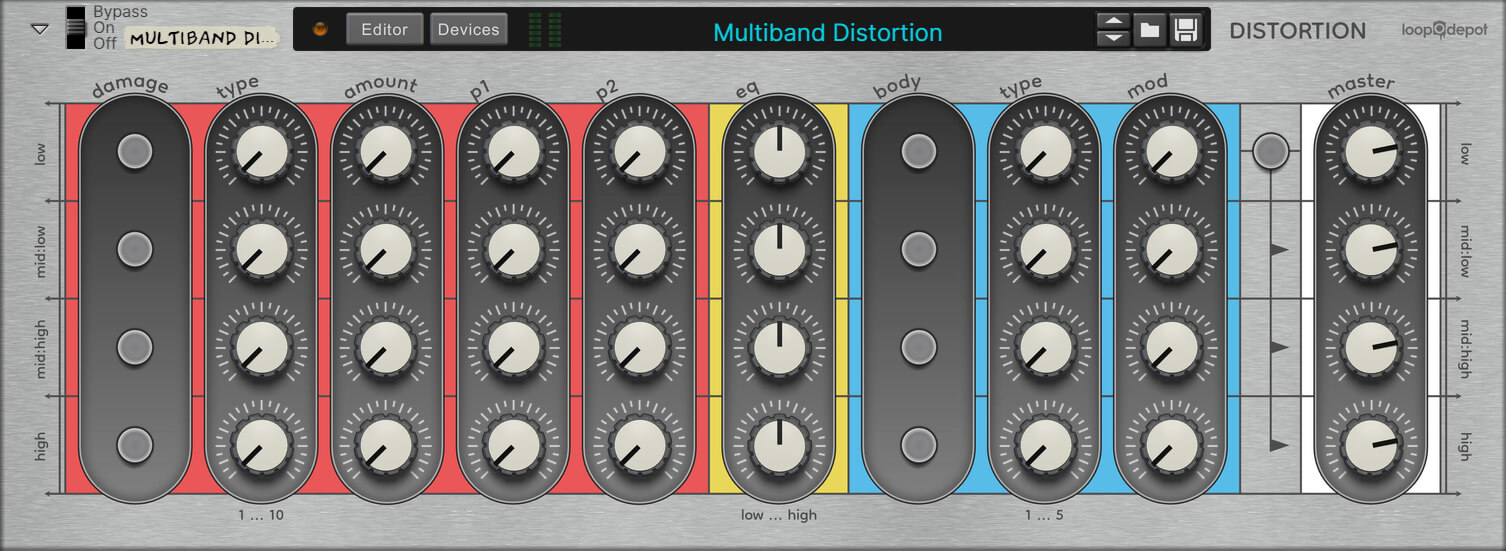 Bypass
On
Off
MULTIBAND DI...
Editor
Devices
Multiband Distortion
DISTORTION
loop depot
damage
type
amount
p1
p2
eq
body
type
mod
master
low
mid:low
mid:high
high
low
mid:low
mid:high
high
1 ... 10
low ... high
1 ... 5